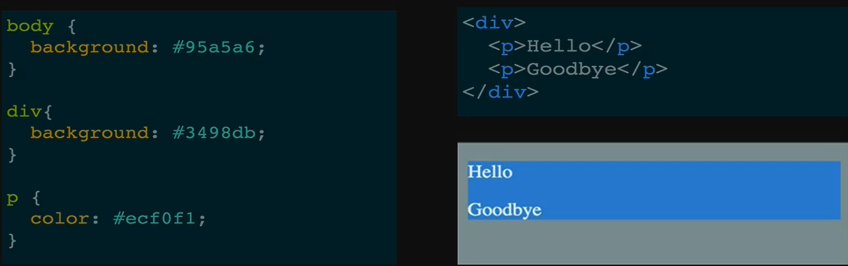 body {
  background: #95a5a6;
}
div{
  background: #3498db;
}
p {
  color: #ecf0f1;
}
<div>
  <p>Hello</p>
  <p>Goodbye</p>
</div>
Hello
Goodbye